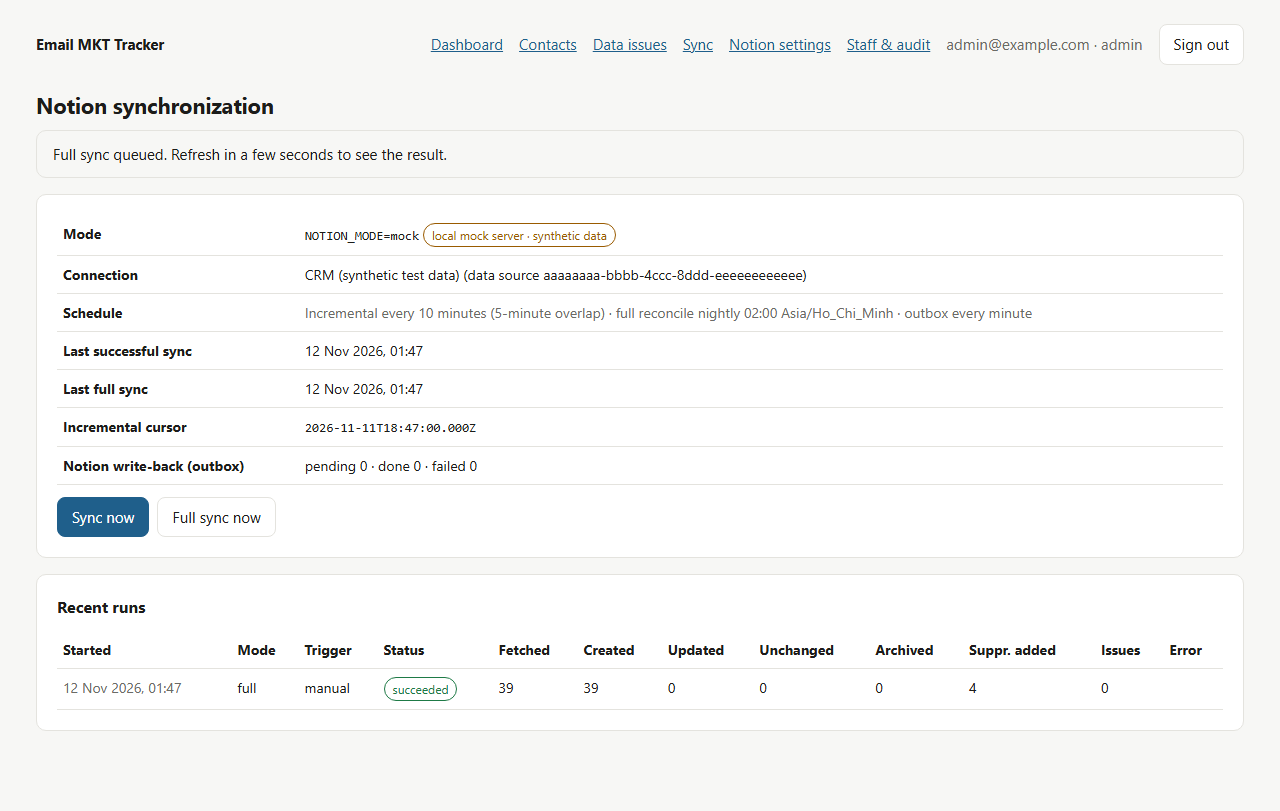 Email MKT Tracker Dashboard Contacts Data issues Sync Notion settings Staff & audit admin@example.com · admin Sign out
Notion synchronization
Full sync queued. Refresh in a few seconds to see the result.
Mode NOTION_MODE=mock local mock server · synthetic data
Connection CRM (synthetic test data) (data source aaaaaaaa-bbbb-4ccc-8ddd-eeeeeeeeeeee)
Schedule Incremental every 10 minutes (5-minute overlap) · full reconcile nightly 02:00 Asia/Ho_Chi_Minh · outbox every minute
Last successful sync 12 Nov 2026, 01:47
Last full sync 12 Nov 2026, 01:47
Incremental cursor 2026-11-11T18:47:00.000Z
Notion write-back (outbox) pending 0 · done 0 · failed 0
Sync now Full sync now
Recent runs
Started Mode Trigger Status Fetched Created Updated Unchanged Archived Suppr. added Issues Error
12 Nov 2026, 01:47 full manual succeeded 39 39 0 0 0 4 0